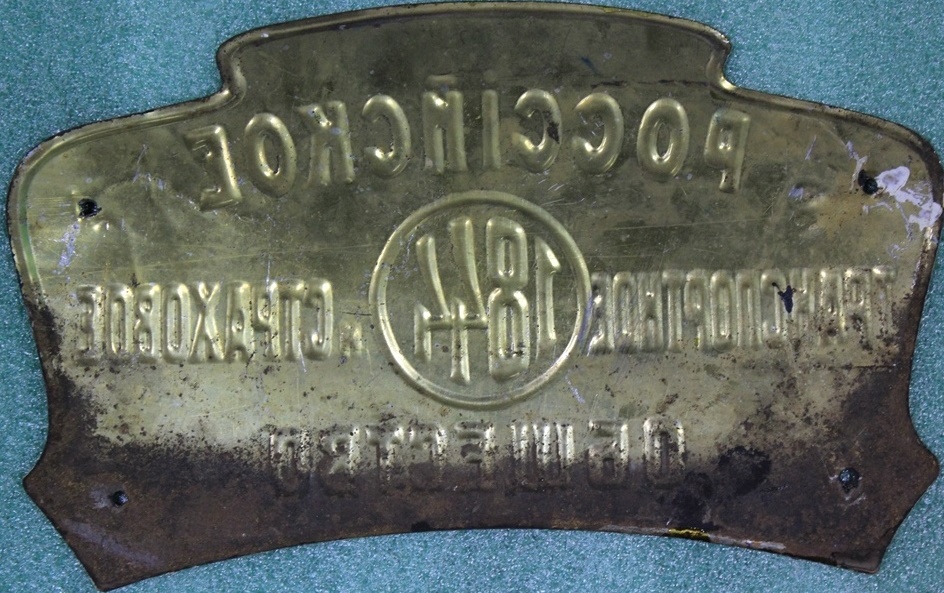 РОССІЙСКОЕ
ТРАНСПОРТНОЕ 1844 и СТРАХОВОЕ
ОБЩЕСТВО